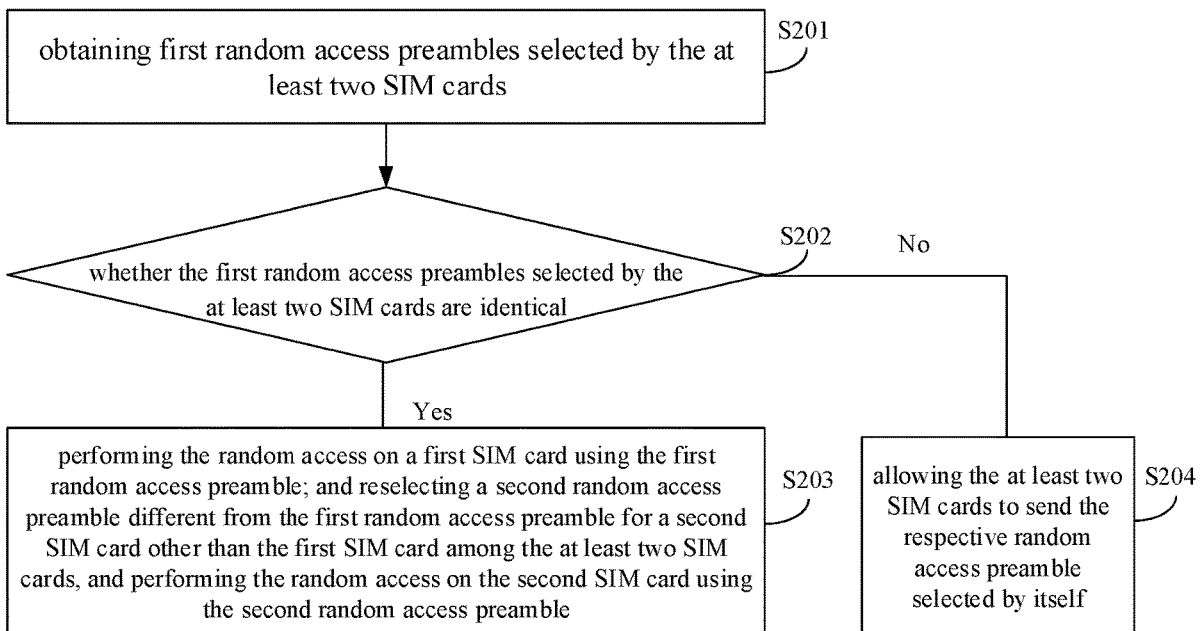 obtaining first random access preambles selected by the at
least two SIM cards
S201
whether the first random access preambles selected by the
at least two SIM cards are identical
S202
No
Yes
performing the random access on a first SIM card using the first
random access preamble; and reselecting a second random access
preamble different from the first random access preamble for a second
SIM card other than the first SIM card among the at least two SIM
cards, and performing the random access on the second SIM card using
the second random access preamble
S203
allowing the at least two
SIM cards to send the
respective random
access preamble
selected by itself
S204